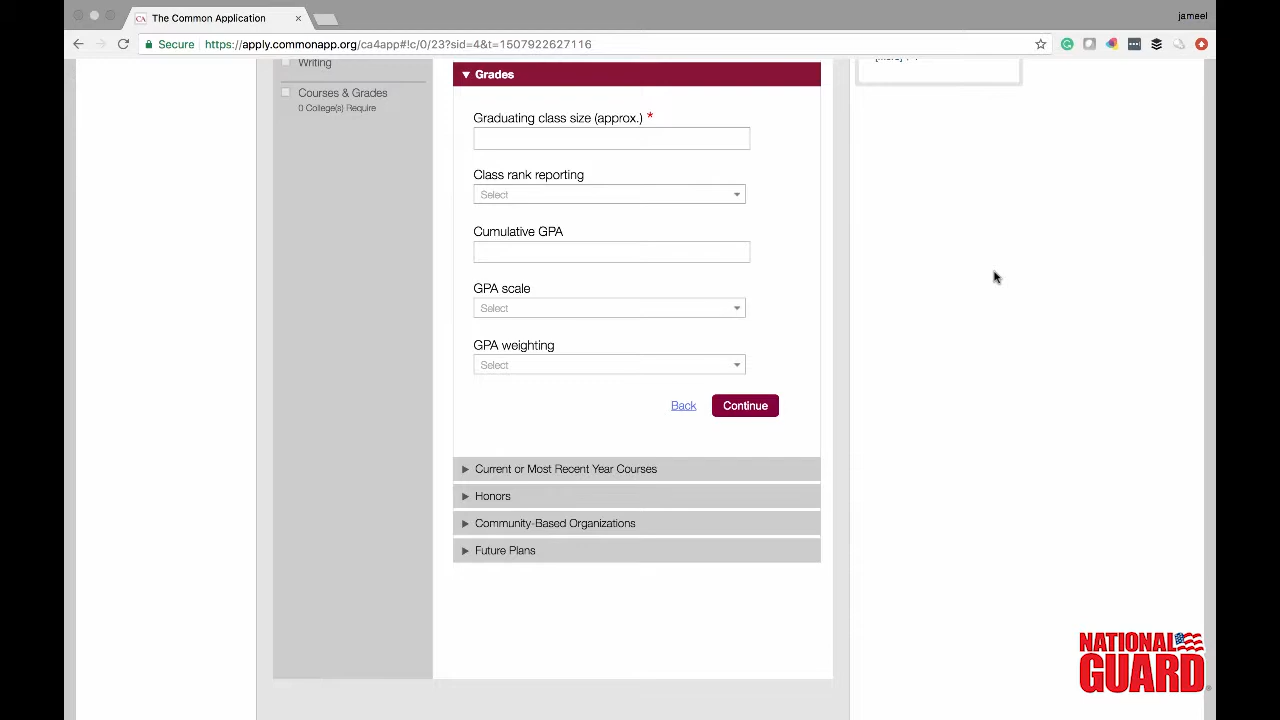 The Common Application
jameel
Secure
https://apply.commonapp.org/ca4app#!c/0/23?sid=4&t=1507922627116
Writing
Courses & Grades
0 College(s) Require
Grades
Graduating class size (approx.) *
Class rank reporting
Select
Cumulative GPA
GPA scale
Select
GPA weighting
Select
Back
Continue
Current or Most Recent Year Courses
Honors
Community-Based Organizations
Future Plans
NATIONAL
GUARD